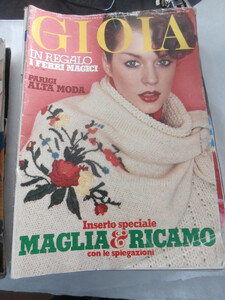 GIOIA
IN REGALO
I FERRI MAGICI
PARIGI
ALTA MODA
Inserto speciale
MAGLIA & RICAMO
con le spiegazioni